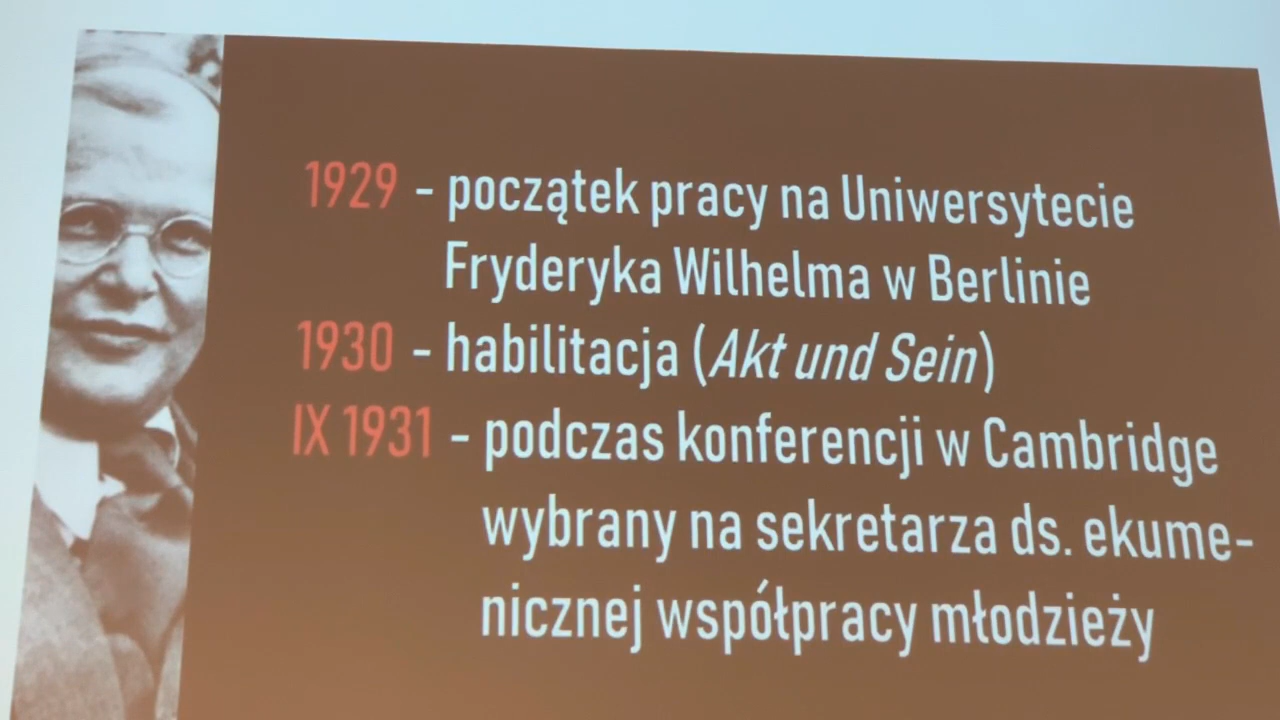 1929 - początek pracy na Uniwersytecie
Fryderyka Wilhelma w Berlinie
1930 - habilitacja (Akt und Sein)
IX 1931 - podczas konferencji w Cambridge
wybrany na sekretarza ds. ekume-
nicznej współpracy młodzieży